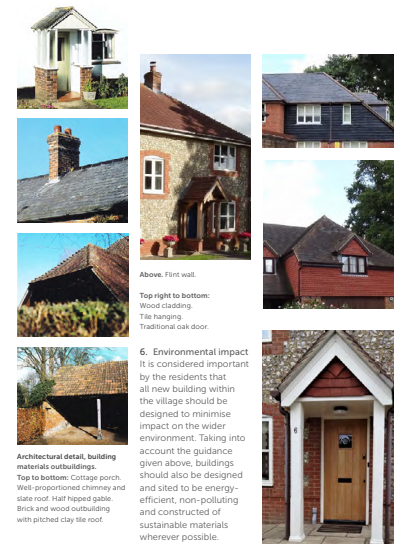 Architectural detail, building
materials outbuildings.
Top to bottom: Cottage porch.
Well-proportioned chimney and
slate roof. Half hipped gable.
Brick and wood outbuilding
with pitched clay tile roof.
Above. Flint wall.
Top right to bottom:
Wood cladding.
Tile hanging.
Traditional oak door.
6. Environmental impact
It is considered important
by the residents that
all new building within
the village should be
designed to minimise
impact on the wider
environment. Taking into
account the guidance
given above, buildings
should also be designed
and sited to be energy-
efficient, non-polluting
and constructed of
sustainable materials
wherever possible.
6